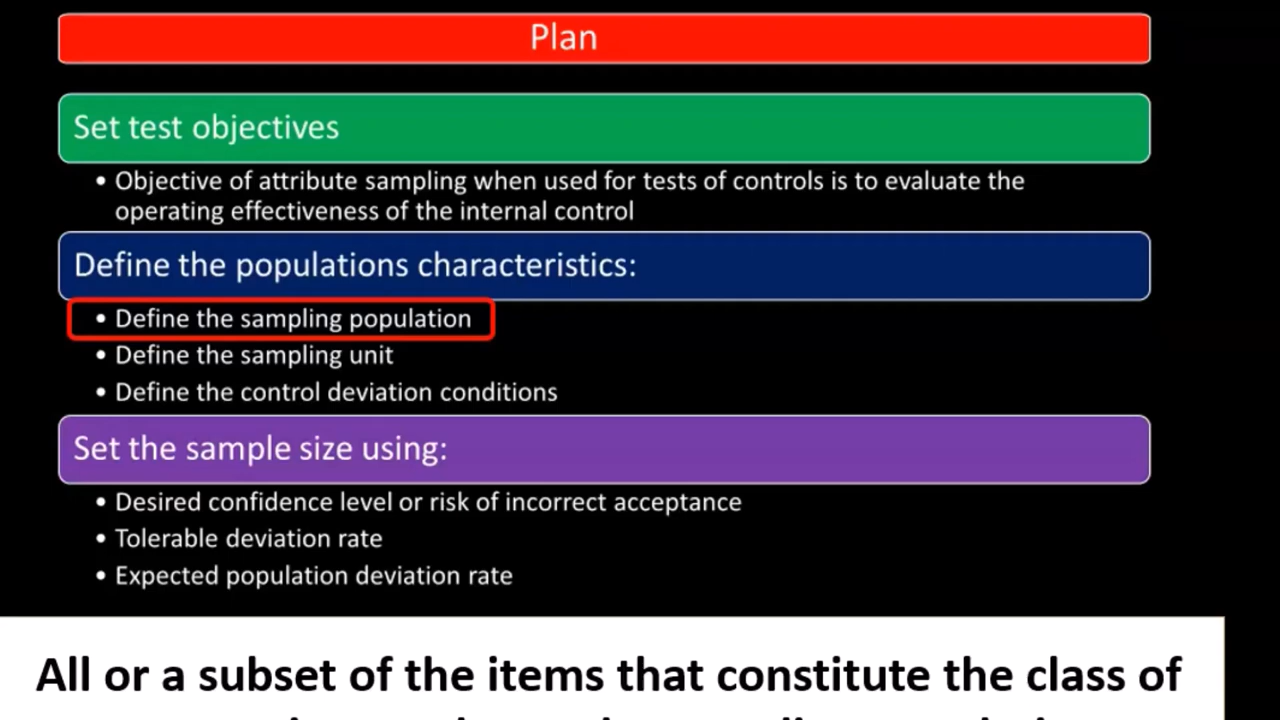 Plan
Set test objectives
• Objective of attribute sampling when used for tests of controls is to evaluate the
operating effectiveness of the internal control
Define the populations characteristics:
• Define the sampling population
• Define the sampling unit
• Define the control deviation conditions
Set the sample size using:
• Desired confidence level or risk of incorrect acceptance
• Tolerable deviation rate
• Expected population deviation rate
All or a subset of the items that constitute the class of